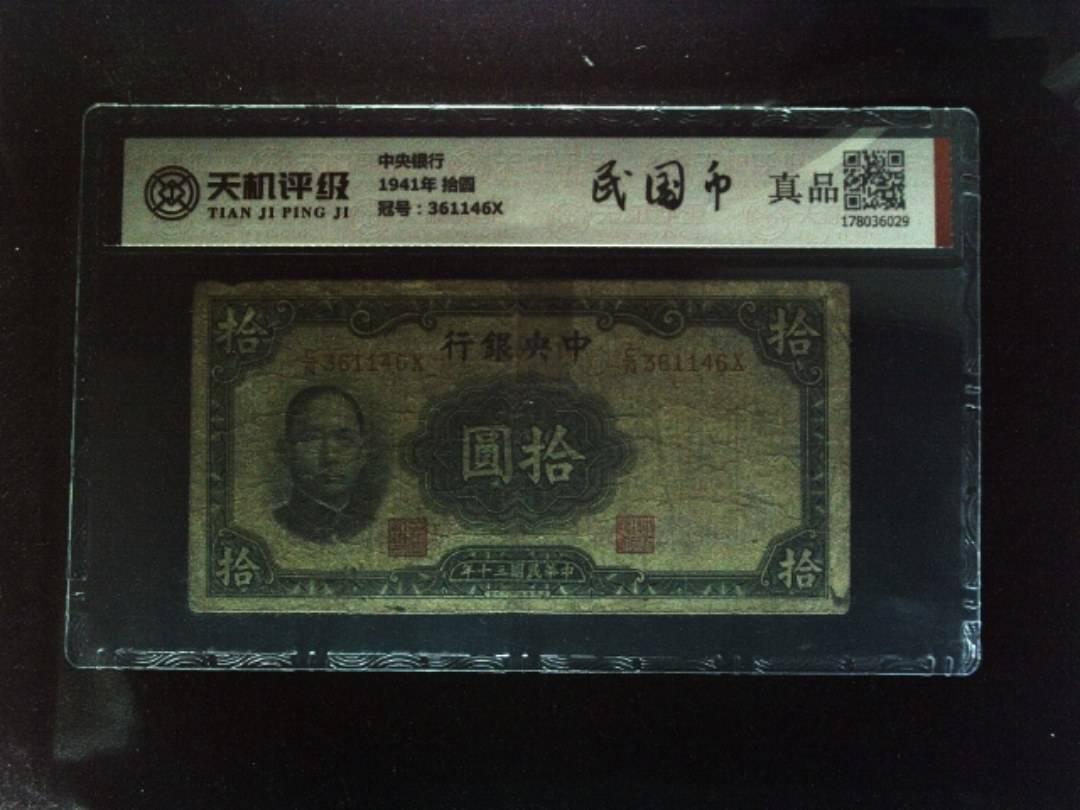 天机评级
TIAN JI PING JI
中央银行
1941年 拾圆
冠号：361146X
民国币
真品
178036029
拾
拾
行銀央中
361146X
361146X
圓拾
拾
拾
年十三國民華中